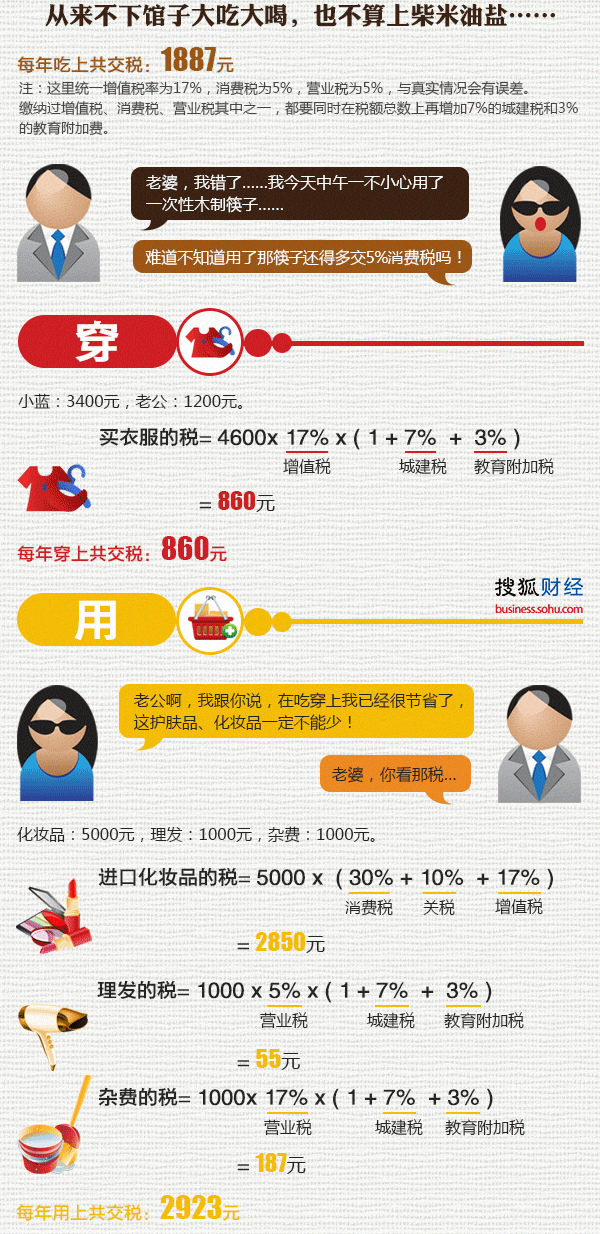 从来不下馆子大吃大喝，也不算上柴米油盐……
每年吃上共交税：1887元
注：这里统一增值税率为17%，消费税为5%，营业税为5%，与真实情况会有误差。
缴纳过增值税、消费税、营业税其中之一，都要同时在税额总数上再增加7%的城建税和3%
的教育附加费。
老婆，我错了……我今天中午一不小心用了
一次性木制筷子……
难道不知道用了那筷子还得多交5%消费税吗！
穿
小蓝：3400元，老公：1200元。
买衣服的税= 4600x 17% x ( 1 + 7% + 3% )
增值税 城建税 教育附加税
= 860元
每年穿上共交税：860元
搜狐财经
business.sohu.com
用
老公啊，我跟你说，在吃穿上我已经很节省了，
这护肤品、化妆品一定不能少！
老婆，你看那税…
化妆品：5000元，理发：1000元，杂费：1000元。
进口化妆品的税= 5000 x ( 30% + 10% + 17% )
消费税 关税 增值税
= 2850元
理发的税= 1000 x 5% x ( 1 + 7% + 3% )
营业税 城建税 教育附加税
= 55元
杂费的税= 1000x 17% x ( 1 + 7% + 3% )
营业税 城建税 教育附加税
= 187元
每年用上共交税：2923元